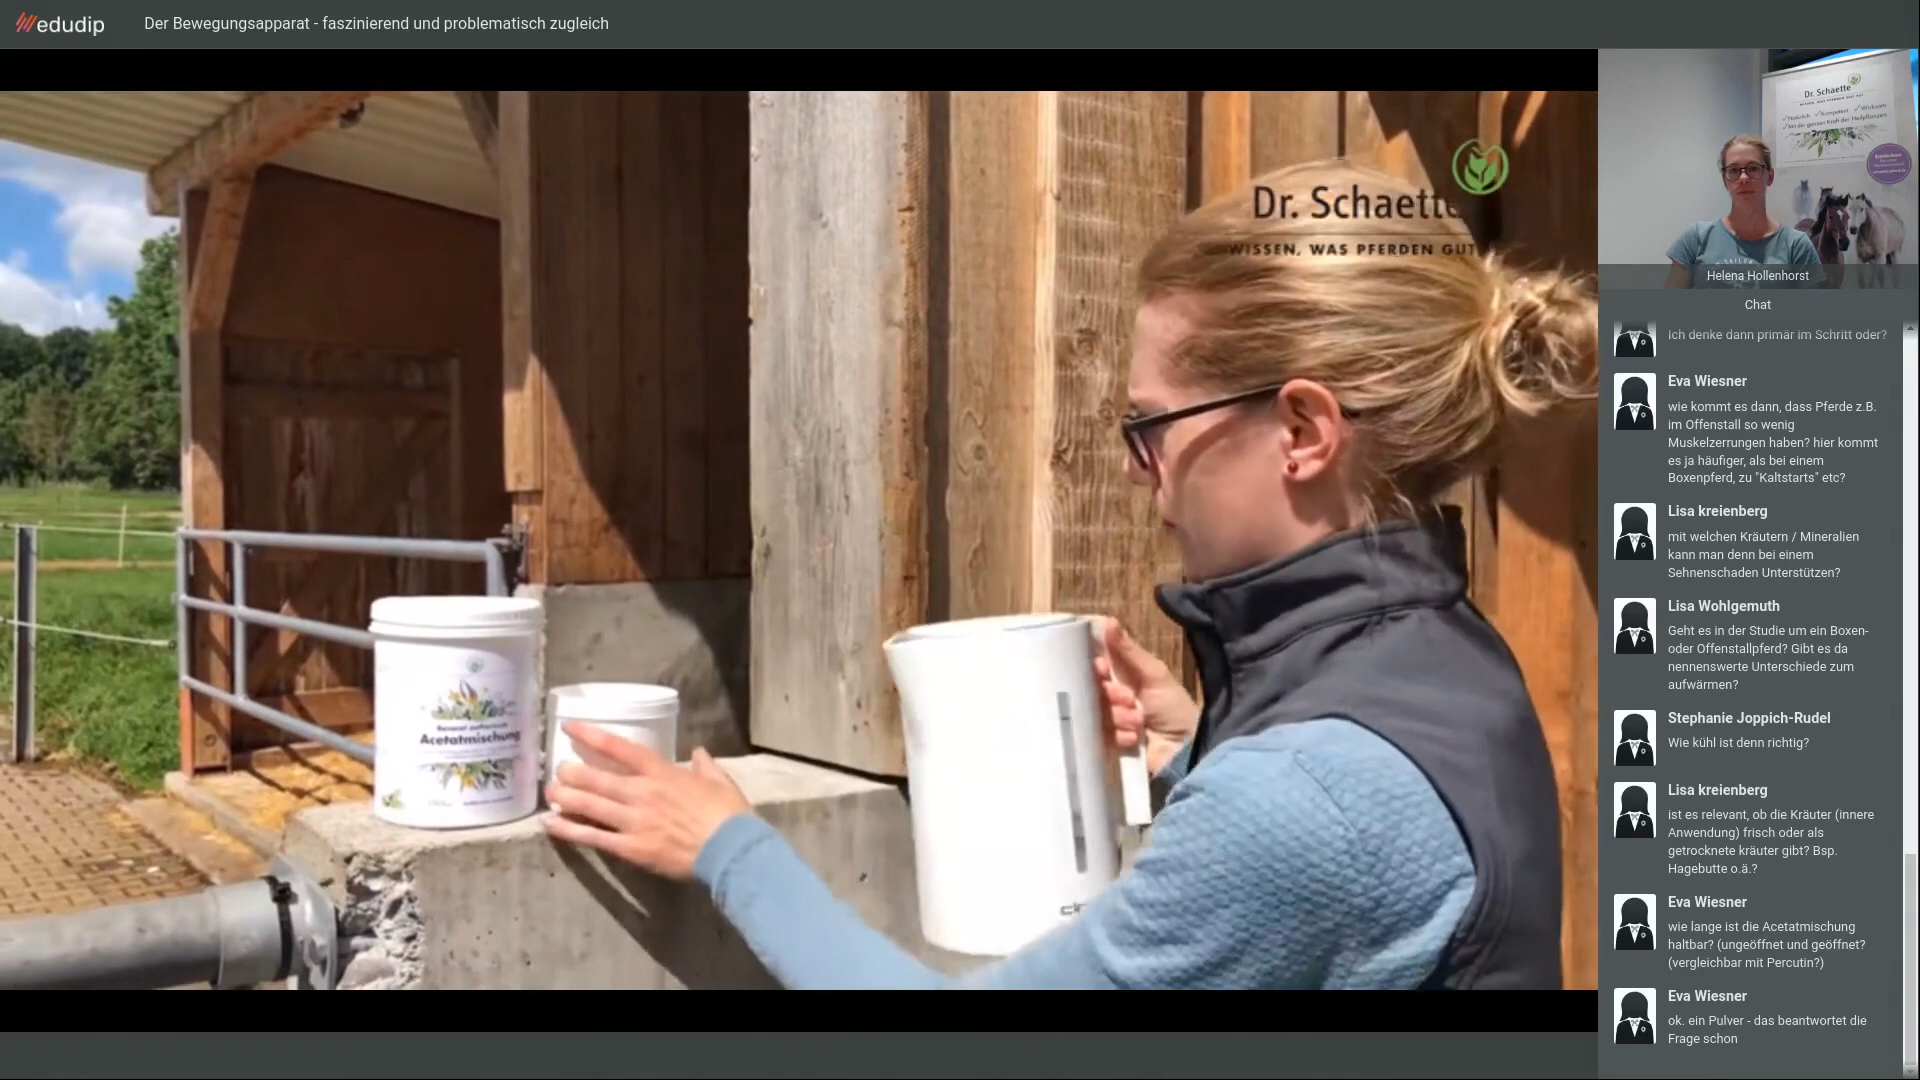 edudip
Der Bewegungsapparat - faszinierend und problematisch zugleich
Dr. Schaette
WISSEN, WAS PFERDEN GUT
Acetatmischung
Dr. Schaette
Helena Hollenhorst
Chat
Ich denke dann primär im Schritt oder?
Eva Wiesner
wie kommt es dann, dass Pferde z.B.
im Offenstall so wenig
Muskelzerrungen haben? hier kommt
es ja häufiger, als bei einem
Boxenpferd, zu "Kaltstarts" etc?
Lisa kreienberg
mit welchen Kräutern / Mineralien
kann man denn bei einem
Sehnenschaden Unterstützen?
Lisa Wohlgemuth
Geht es in der Studie um ein Boxen-
oder Offenstallpferd? Gibt es da
nennenswerte Unterschiede zum
aufwärmen?
Stephanie Joppich-Rudel
Wie kühl ist denn richtig?
Lisa kreienberg
ist es relevant, ob die Kräuter (innere
Anwendung) frisch oder als
getrocknete kräuter gibt? Bsp.
Hagebutte o.ä.?
Eva Wiesner
wie lange ist die Acetatmischung
haltbar? (ungeöffnet und geöffnet?
(vergleichbar mit Percutin?)
Eva Wiesner
ok. ein Pulver - das beantwortet die
Frage schon